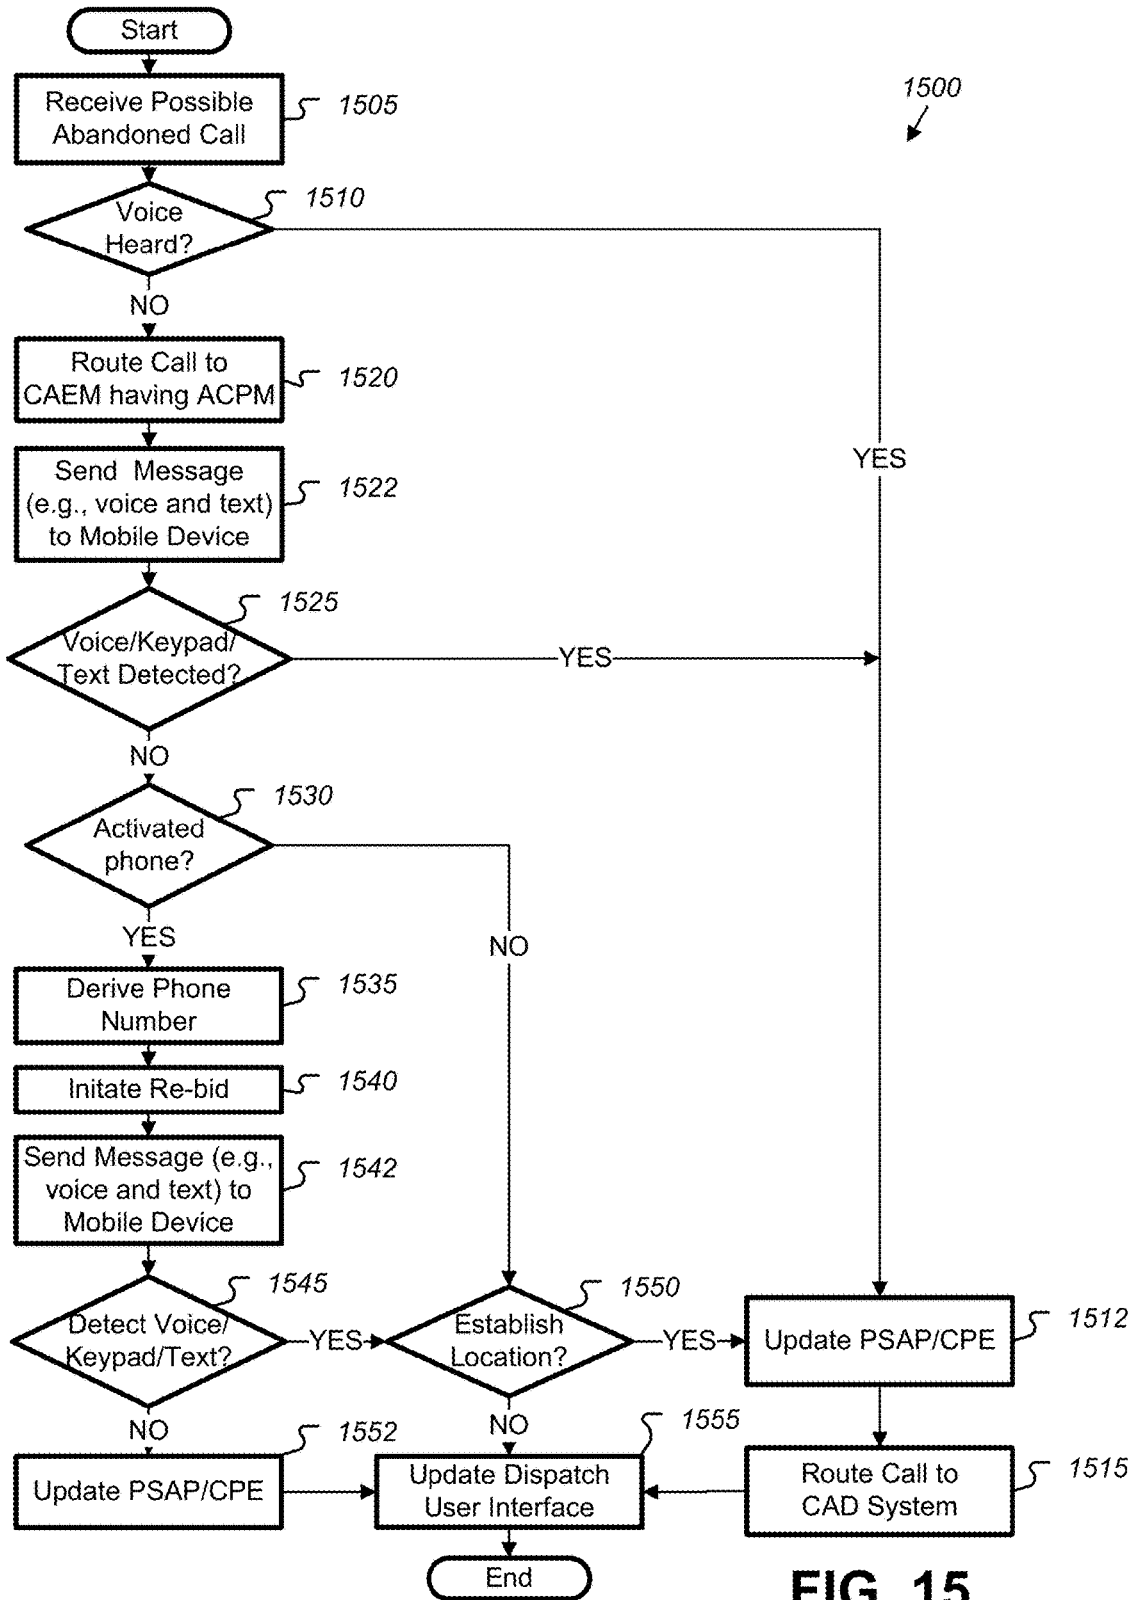 Start
Receive Possible
Abandoned Call
1505
1500
Voice
Heard?
1510
NO
YES
Route Call to
CAEM having ACPM
1520
Send Message
(e.g., voice and text)
to Mobile Device
1522
Voice/Keypad/
Text Detected?
1525
YES
NO
Activated
phone?
1530
YES
NO
Derive Phone
Number
1535
Initate Re-bid
1540
Send Message (e.g.,
voice and text) to
Mobile Device
1542
Detect Voice/
Keypad/Text?
1545
YES
Establish
Location?
1550
YES
Update PSAP/CPE
1512
NO
Update PSAP/CPE
1552
NO
Update Dispatch
User Interface
1555
Route Call to
CAD System
1515
End
FIG. 15